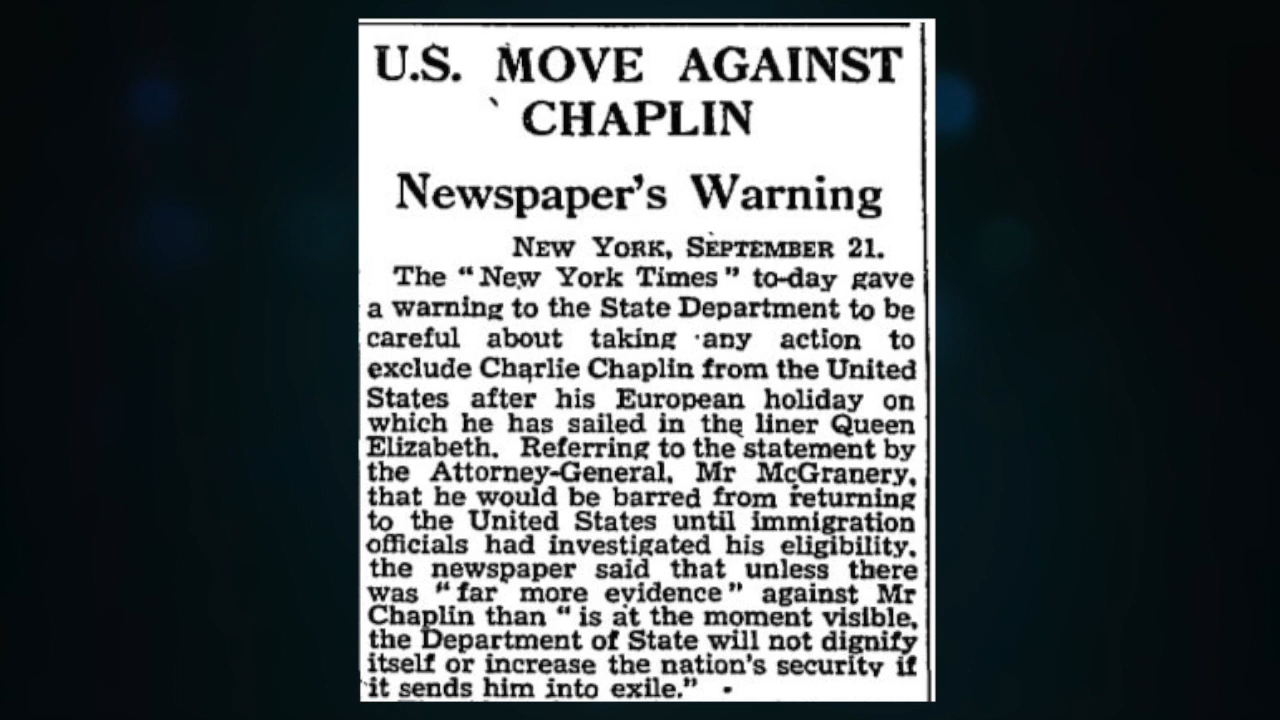 U.S. MOVE AGAINST
CHAPLIN
Newspaper's Warning
NEW YORK, SEPTEMBER 21.
The "New York Times" to-day gave
a warning to the State Department to be
careful about taking any action to
exclude Charlie Chaplin from the United
States after his European holiday on
which he has sailed in the liner Queen
Elizabeth. Referring to the statement by
the Attorney-General, Mr McGranery,
that he would be barred from returning
to the United States until immigration
officials had investigated his eligibility,
the newspaper said that unless there
was "far more evidence" against Mr
Chaplin than "is at the moment visible,
the Department of State will not dignify
itself or increase the nation's security if
it sends him into exile."